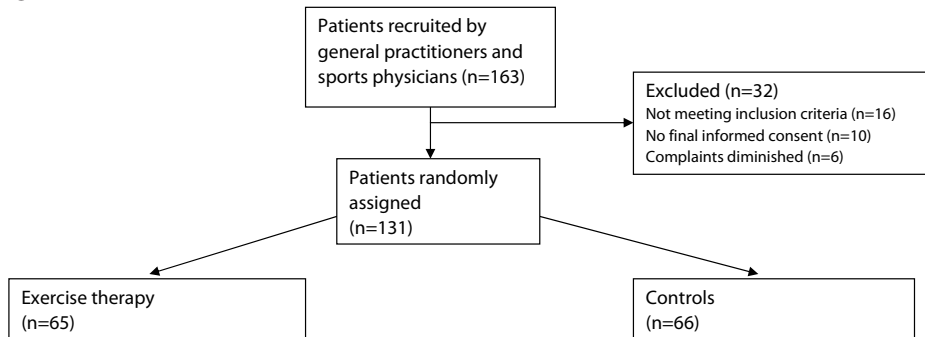 Patients recruited by
general practitioners and
sports physicians (n=163)
Excluded (n=32)
Not meeting inclusion criteria (n=16)
No final informed consent (n=10)
Complaints diminished (n=6)
Patients randomly
assigned
(n=131)
Exercise therapy
(n=65)
Controls
(n=66)